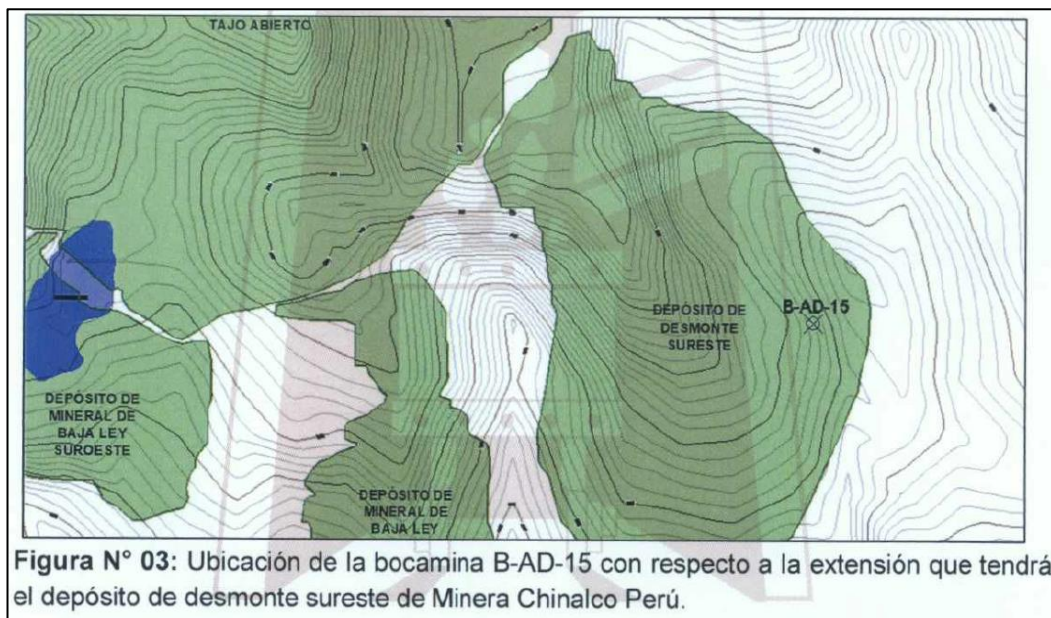 TAJO ABIERTO
DEPÓSITO DE
DESMONTE
SURESTE
B-AD-15
DEPÓSITO DE
MINERAL DE
BAJA LEY
SUROESTE
DEPÓSITO DE
MINERAL DE
BAJA LEY
Figura N° 03: Ubicación de la bocamina B-AD-15 con respecto a la extensión que tendrá
el depósito de desmonte sureste de Minera Chinalco Perú.